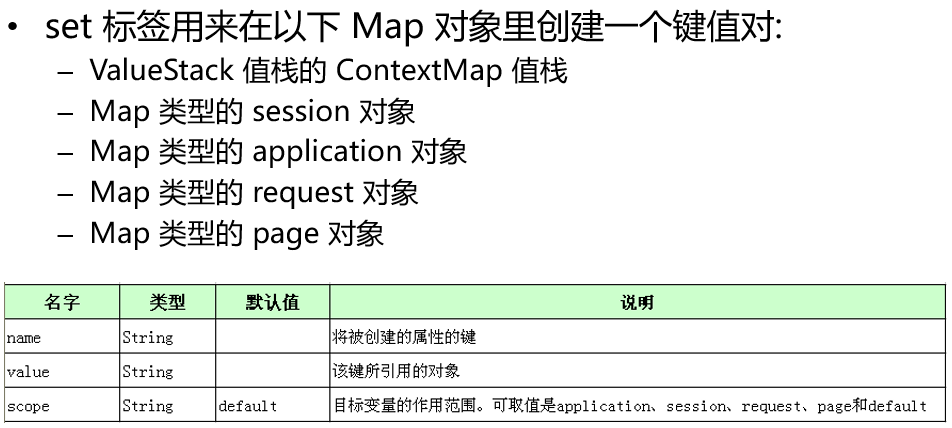 • set 标签用来在以下 Map 对象里创建一个键值对:
– ValueStack 值栈的 ContextMap 值栈
– Map 类型的 session 对象
– Map 类型的 application 对象
– Map 类型的 request 对象
– Map 类型的 page 对象
名字 类型 默认值 说明
name String 将被创建的属性的键
value String 该键所引用的对象
scope String default 目标变量的作用范围。可取值是application、session、request、page和default